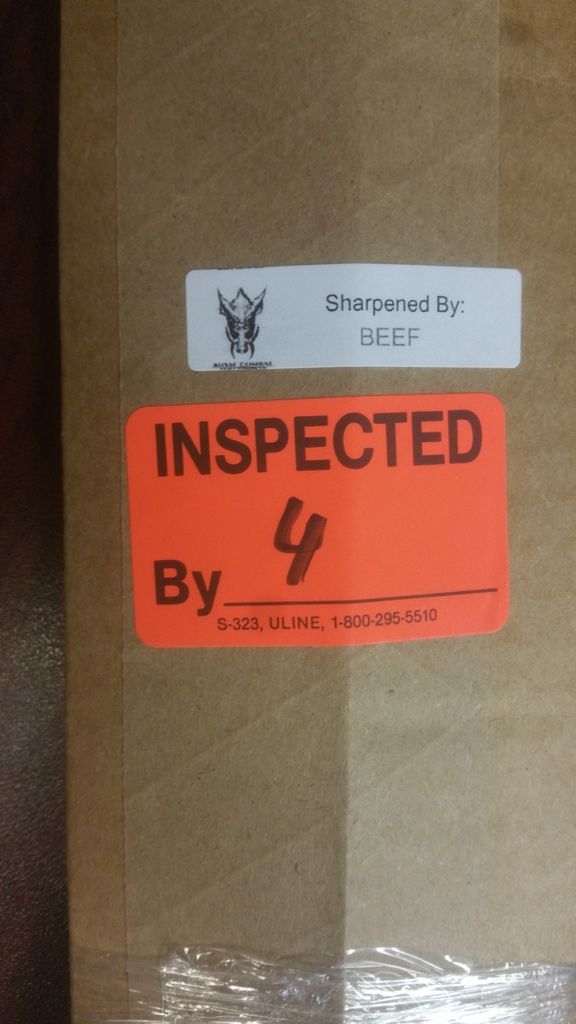 Sharpened By:
BEEF
INSPECTED
4
By
S-323, ULINE, 1-800-295-5510